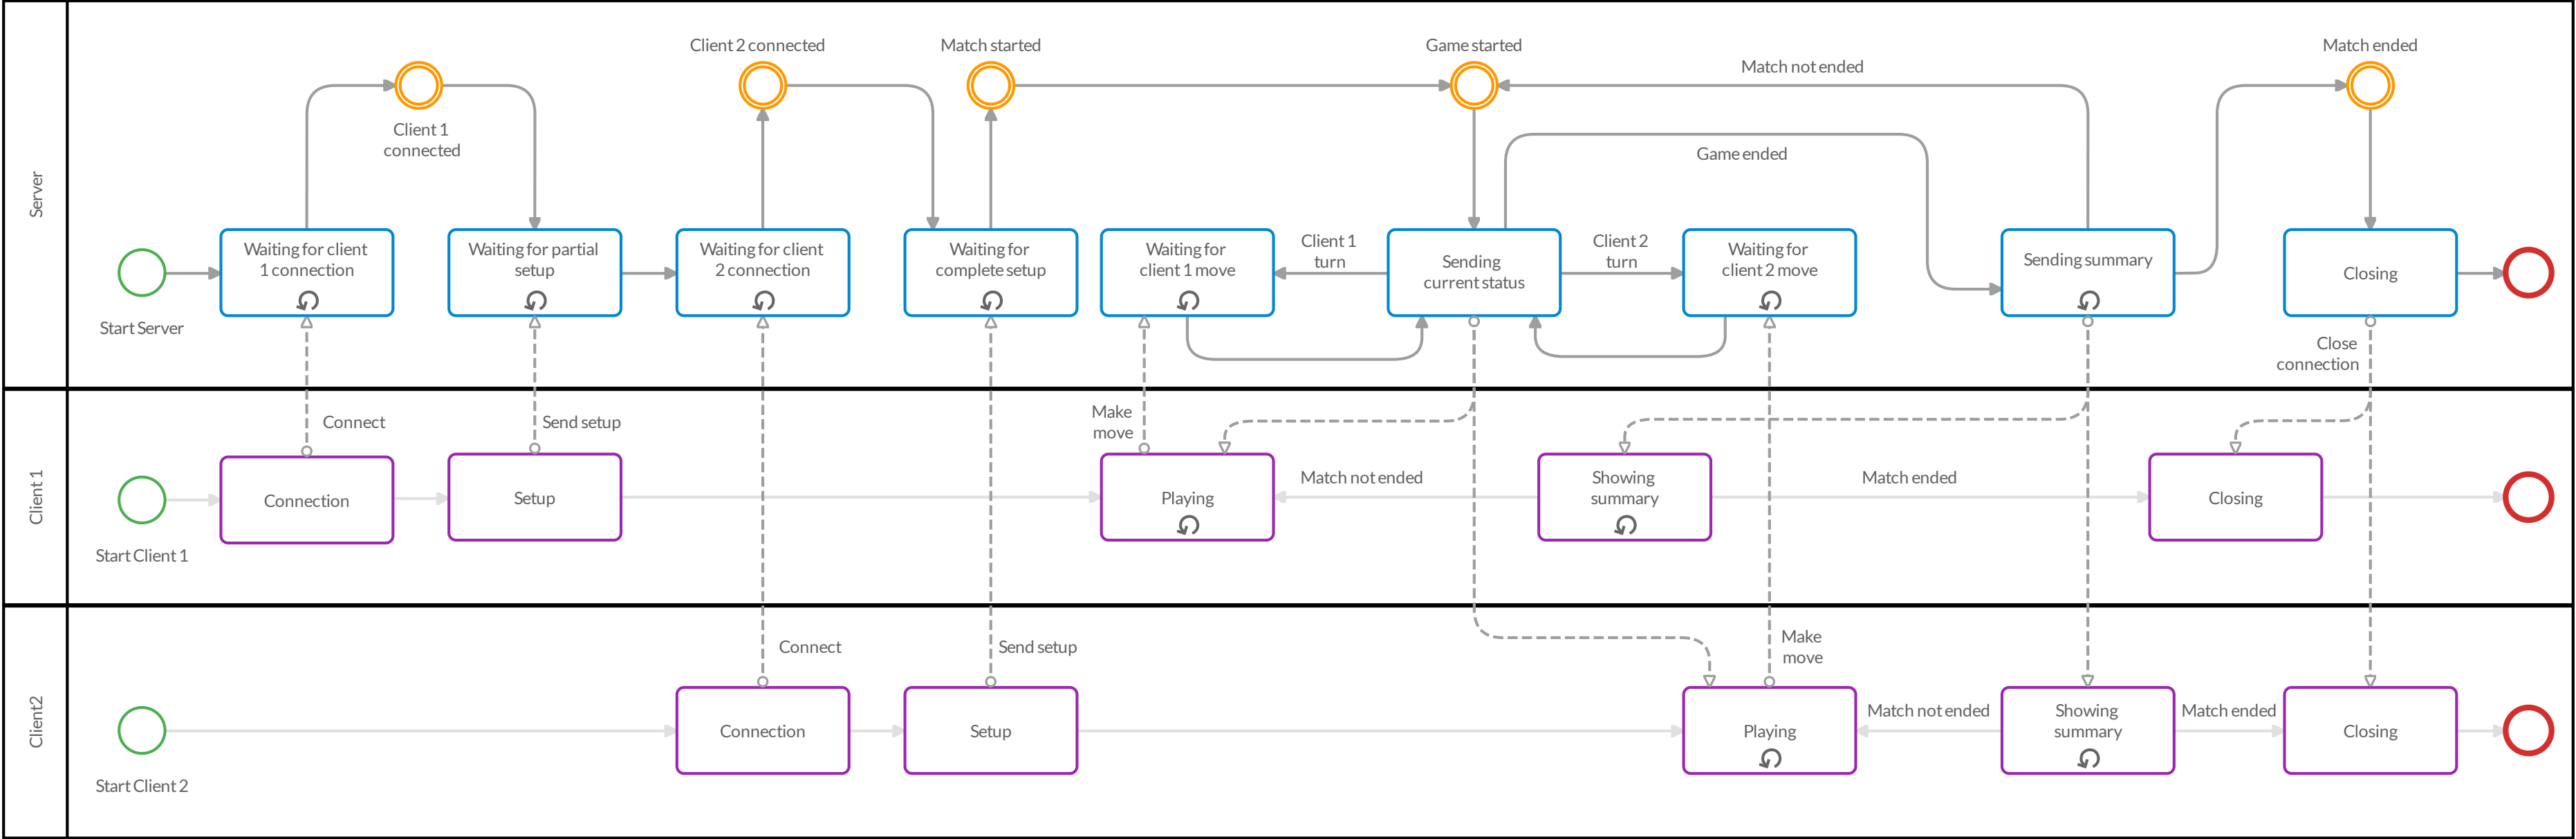 Server
Client 2 connected
Match started
Game started
Match ended
Match not ended
Client 1
connected
Game ended
Waiting for client
1 connection
Waiting for partial
setup
Waiting for client
2 connection
Waiting for
complete setup
Waiting for
client 1 move
Client 1
turn
Sending
current status
Client 2
turn
Waiting for
client 2 move
Sending summary
Closing
Start Server
Close
connection
Client 1
Connect
Send setup
Make
move
Connection
Setup
Playing
Match not ended
Showing
summary
Match ended
Closing
Start Client 1
Client2
Connect
Send setup
Make
move
Connection
Setup
Playing
Match not ended
Showing
summary
Match ended
Closing
Start Client 2